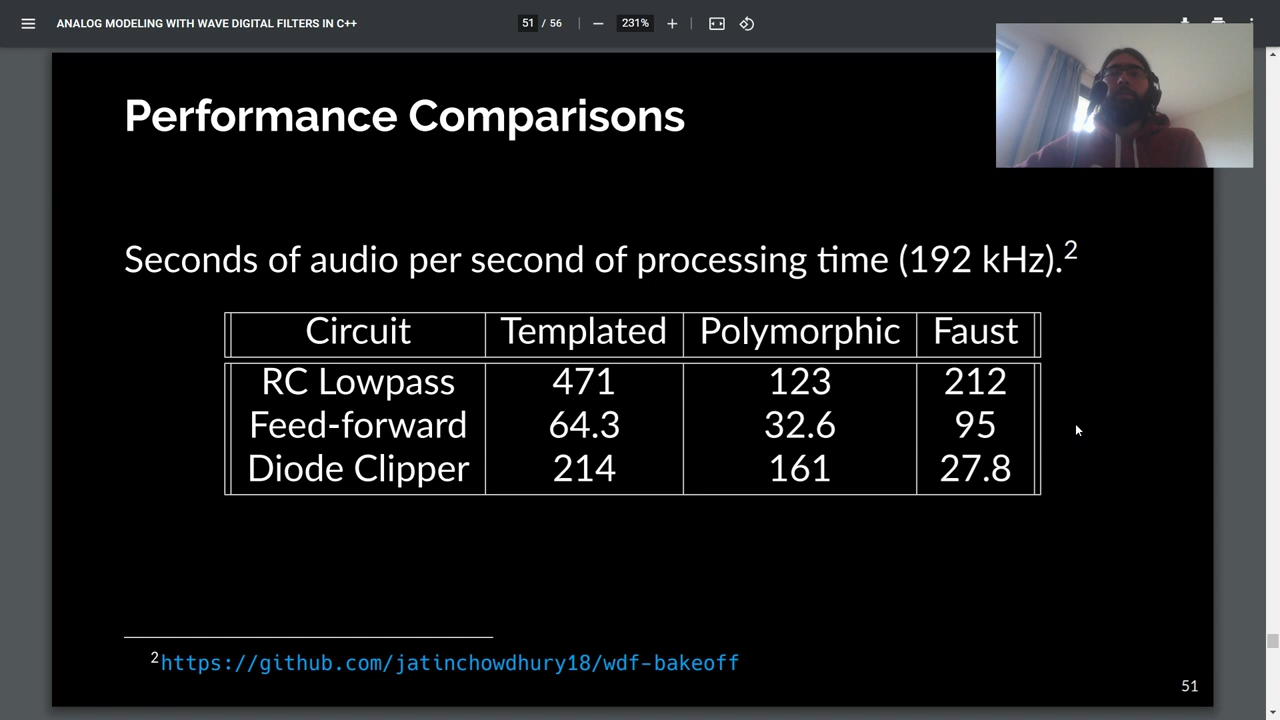 ANALOG MODELING WITH WAVE DIGITAL FILTERS IN C++
51 / 56
231%
Performance Comparisons
Seconds of audio per second of processing time (192 kHz).2
Circuit Templated Polymorphic Faust
RC Lowpass 471 123 212
Feed-forward 64.3 32.6 95
Diode Clipper 214 161 27.8
2https://github.com/jatinchowdhury18/wdf-bakeoff
51